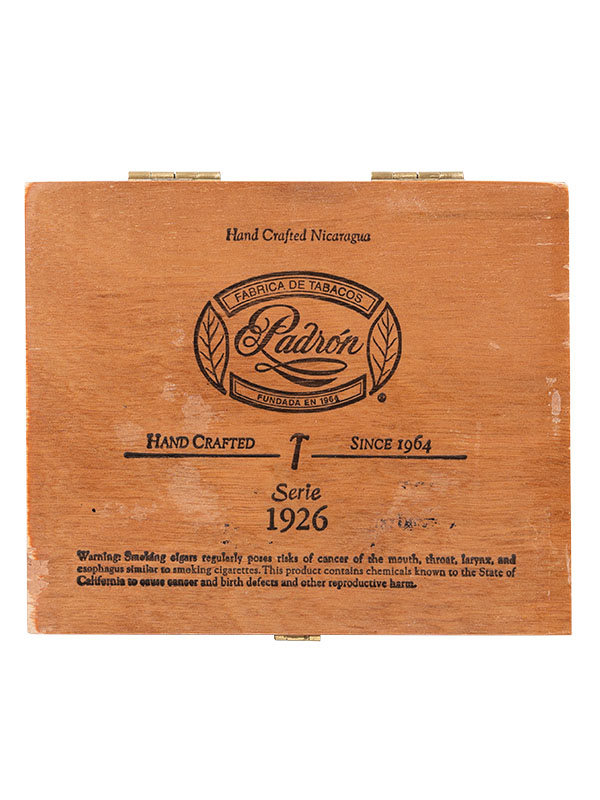 Hand Crafted Nicaragua
FABRICA DE TABACOS
Padrón
FUNDADA EN 1964
®
HAND CRAFTED SINCE 1964
Serie
1926
Warning: Smoking cigars regularly poses risks of cancer of the mouth, throat, larynx, and
esophagus similar to smoking cigarettes. This product contains chemicals known to the State of
California to cause cancer and birth defects and other reproductive harm.